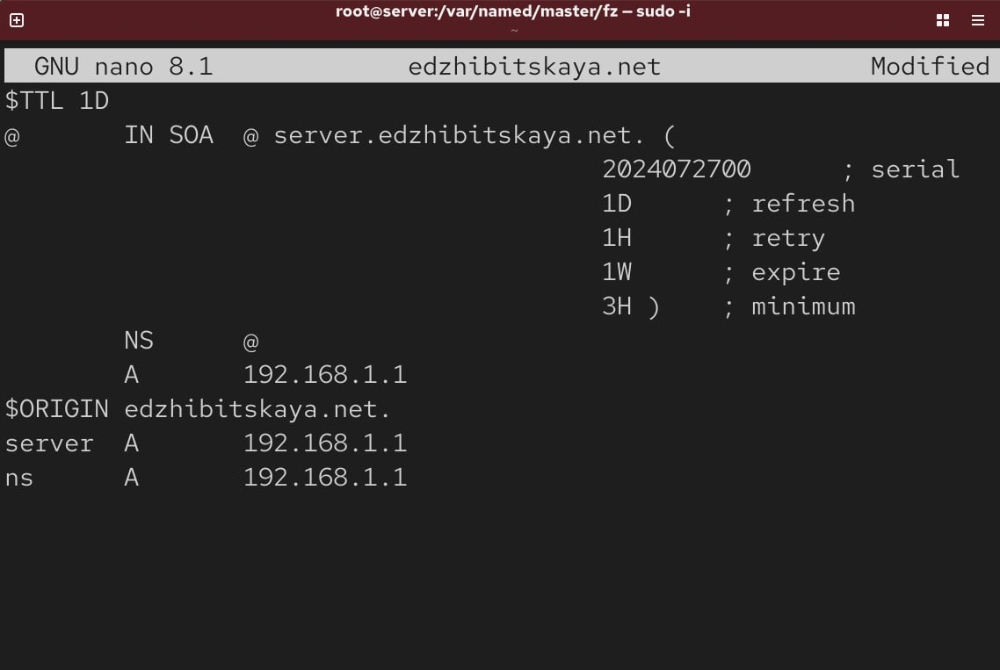 root@server:/var/named/master/fz — sudo -i
~
GNU nano 8.1 edzhibitskaya.net Modified
$TTL 1D
@ IN SOA @ server.edzhibitskaya.net. (
2024072700 ; serial
1D ; refresh
1H ; retry
1W ; expire
3H ) ; minimum
NS @
A 192.168.1.1
$ORIGIN edzhibitskaya.net.
server A 192.168.1.1
ns A 192.168.1.1